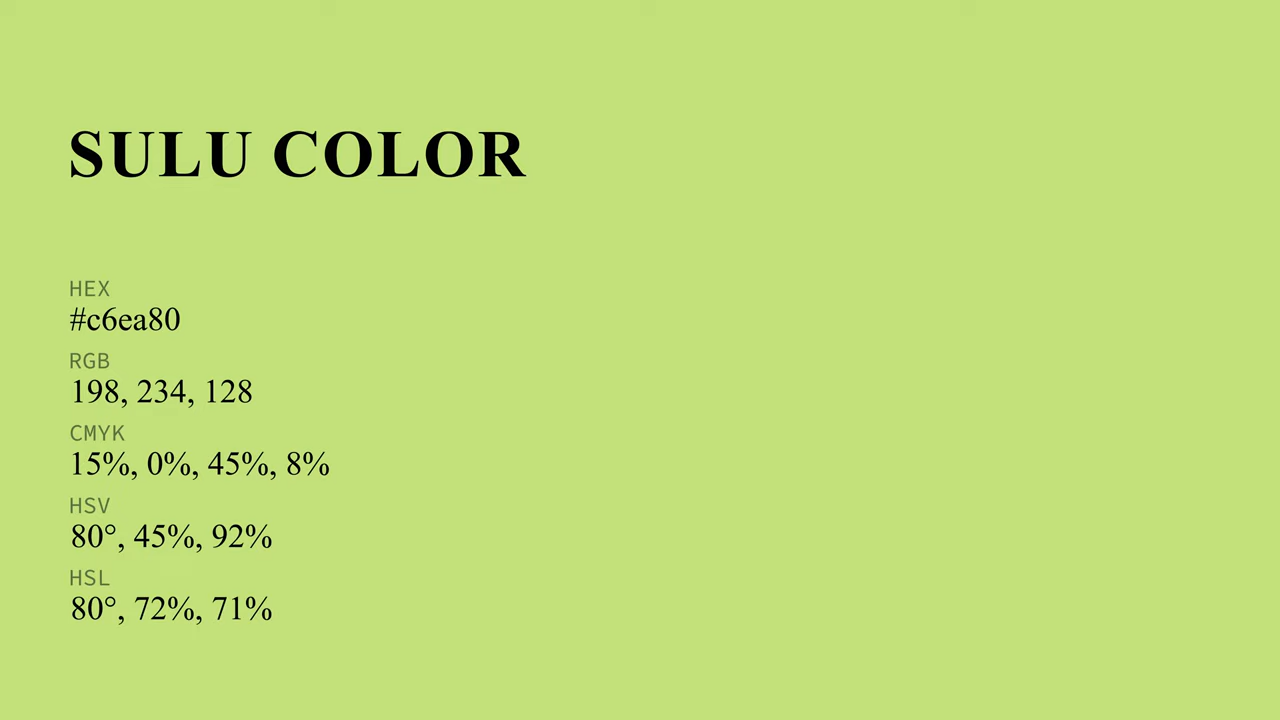 SULU COLOR
HEX
#c6ea80
RGB
198, 234, 128
CMYK
15%, 0%, 45%, 8%
HSV
80°, 45%, 92%
HSL
80°, 72%, 71%